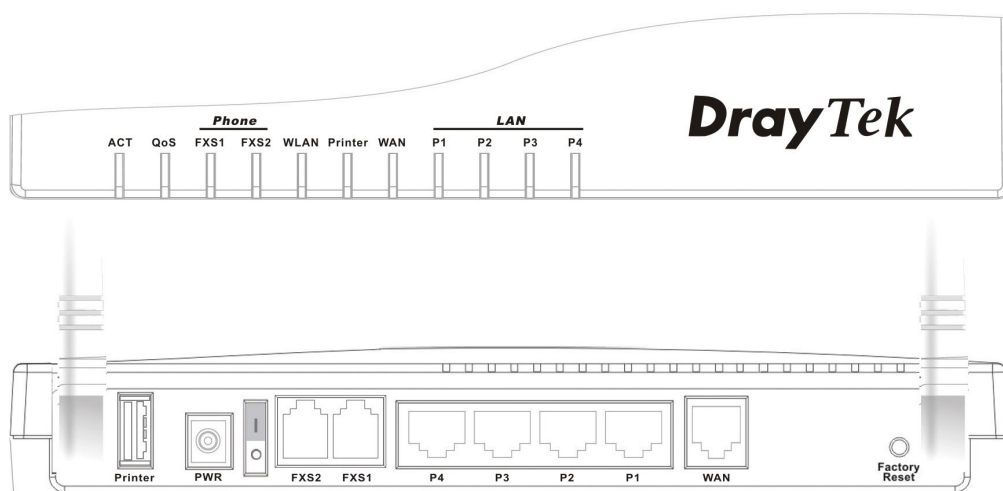 DrayTek
Phone
LAN
ACT QoS FXS1 FXS2 WLAN Printer WAN P1 P2 P3 P4
Printer PWR FXS2 FXS1 P4 P3 P2 P1 WAN
Factory
Reset